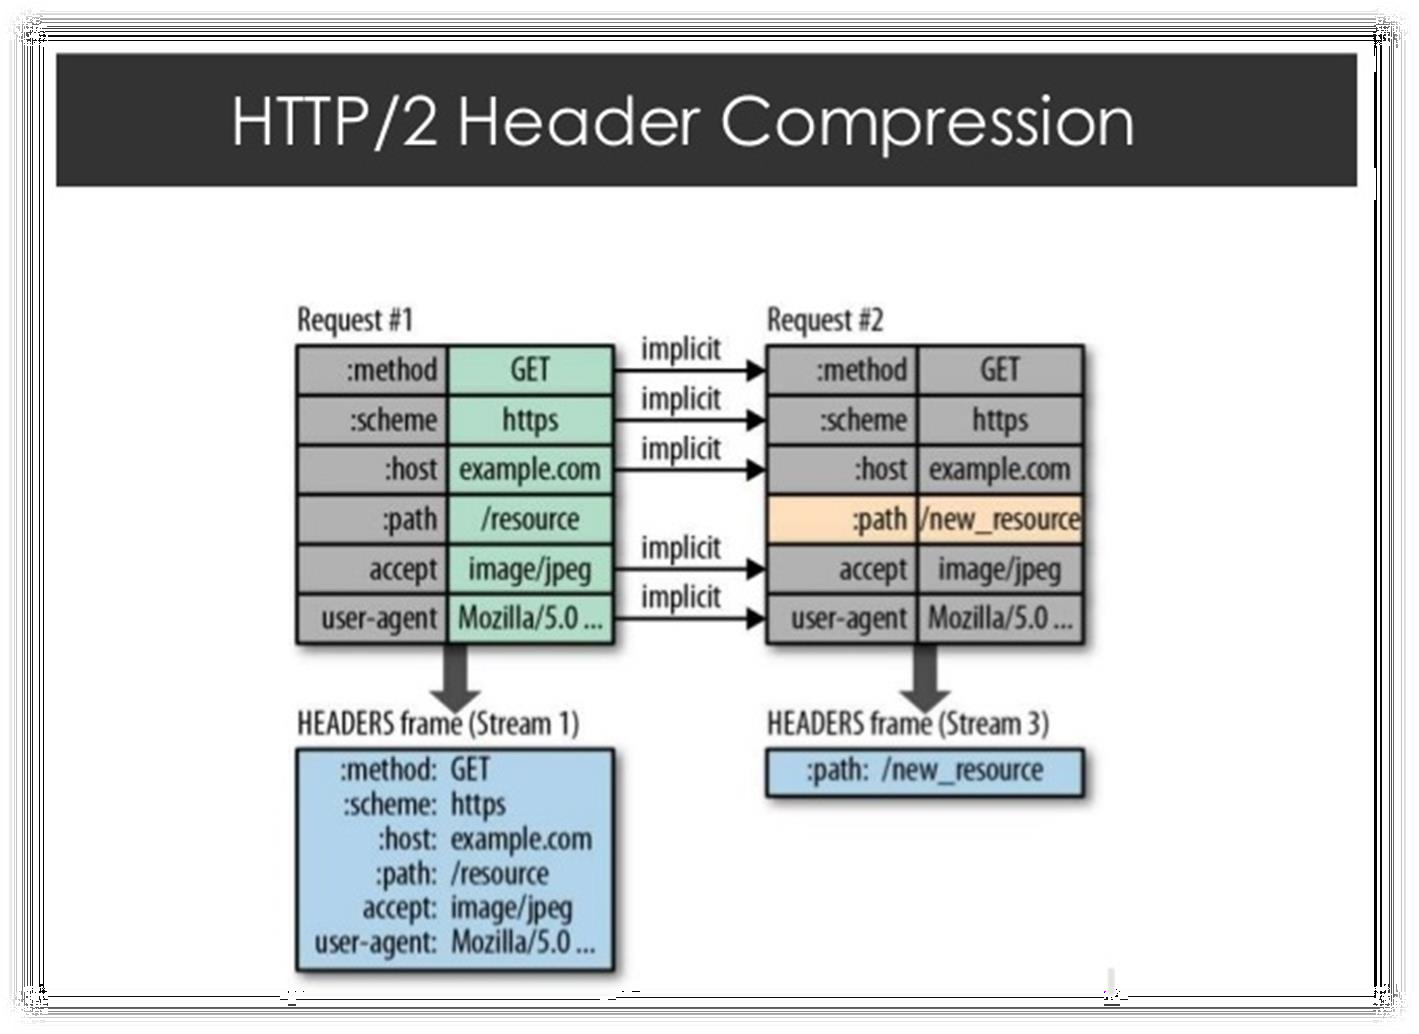 HTTP/2 Header Compression
Request #1
:method GET
:scheme https
:host example.com
:path /resource
accept image/jpeg
user-agent Mozilla/5.0 ...
implicit
implicit
implicit
implicit
implicit
Request #2
:method GET
:scheme https
:host example.com
:path /new_resource
accept image/jpeg
user-agent Mozilla/5.0 ...
HEADERS frame (Stream 1)
:method: GET
:scheme: https
:host: example.com
:path: /resource
accept: image/jpeg
user-agent: Mozilla/5.0 ...
HEADERS frame (Stream 3)
:path: /new_resource